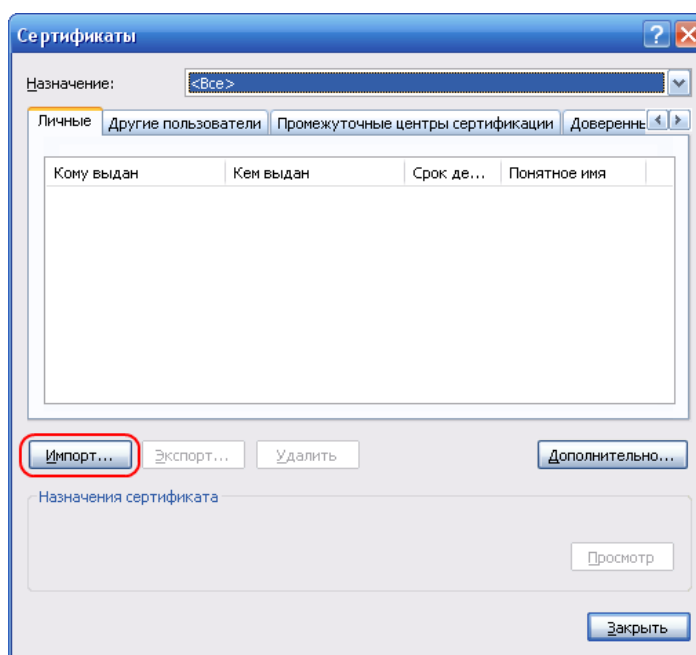 Сертификаты
Назначение: <Все>
Личные Другие пользователи Промежуточные центры сертификации Доверенны
Кому выдан Кем выдан Срок де... Понятное имя
Импорт... Экспорт... Удалить Дополнительно...
Назначения сертификата
Просмотр
Закрыть